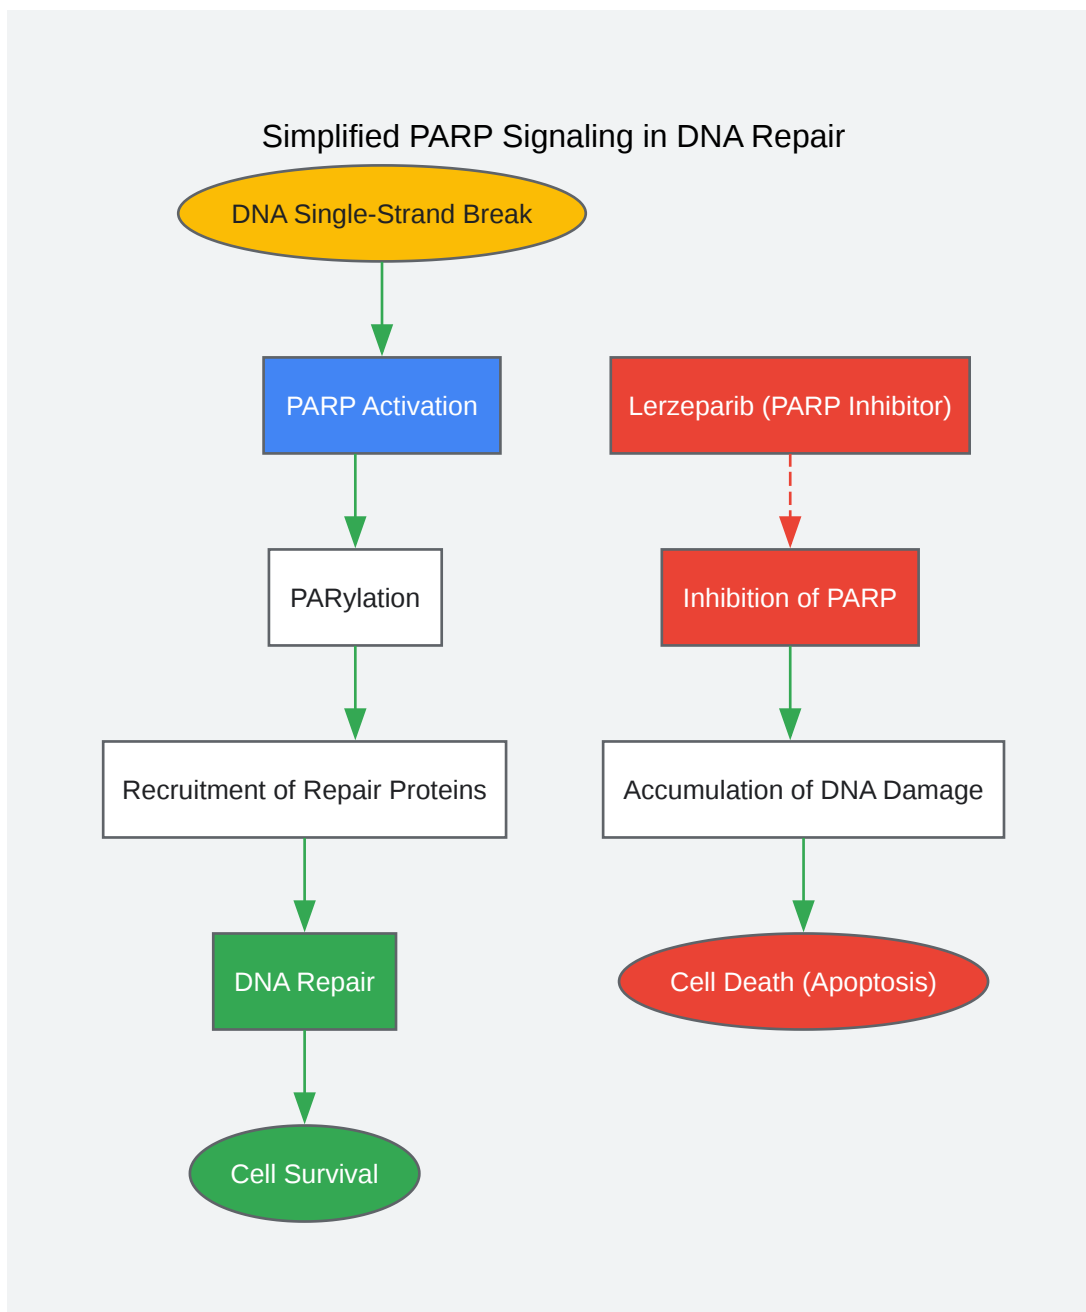 Simplified PARP Signaling in DNA Repair
DNA Single-Strand Break
PARP Activation
Lerzeparib (PARP Inhibitor)
PARylation
Inhibition of PARP
Recruitment of Repair Proteins
Accumulation of DNA Damage
DNA Repair
Cell Death (Apoptosis)
Cell Survival